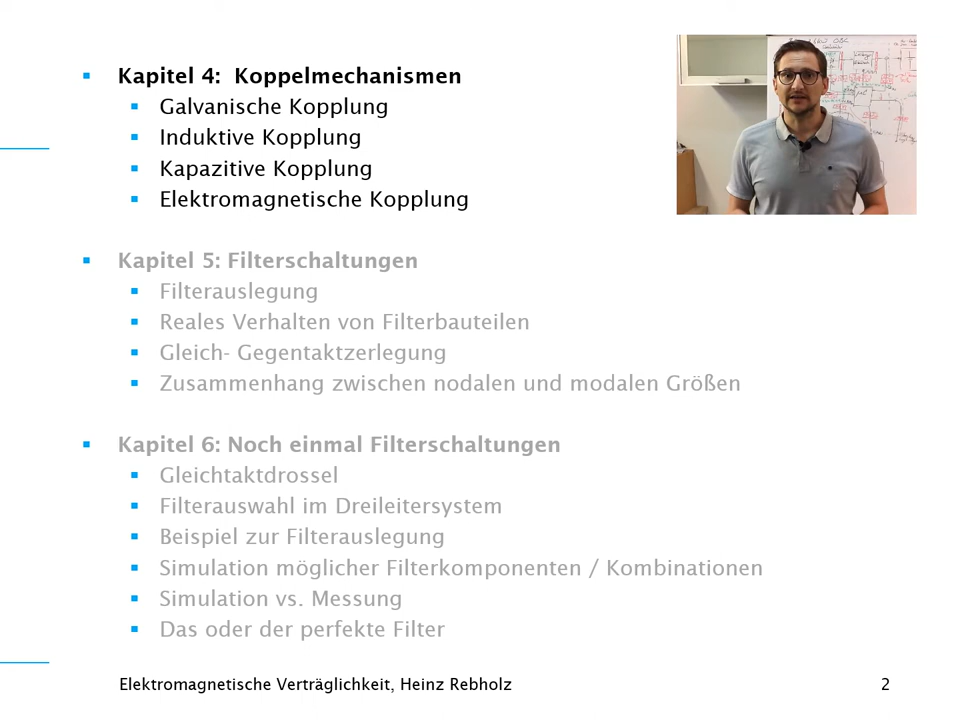 Kapitel 4: Koppelmechanismen
Galvanische Kopplung
Induktive Kopplung
Kapazitive Kopplung
Elektromagnetische Kopplung
Kapitel 5: Filterschaltungen
Filterauslegung
Reales Verhalten von Filterbauteilen
Gleich- Gegentaktzerlegung
Zusammenhang zwischen nodalen und modalen Größen
Kapitel 6: Noch einmal Filterschaltungen
Gleichtaktdrossel
Filterauswahl im Dreileitersystem
Beispiel zur Filterauslegung
Simulation möglicher Filterkomponenten / Kombinationen
Simulation vs. Messung
Das oder der perfekte Filter
Elektromagnetische Verträglichkeit, Heinz Rebholz
2